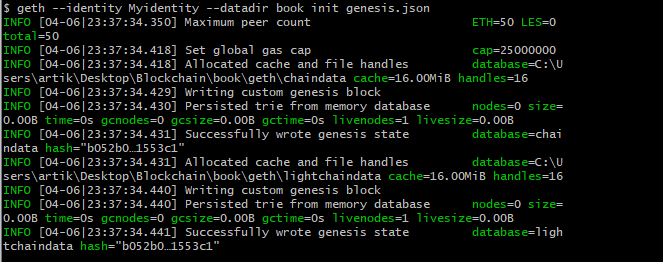 $ geth --identity Myidentity --datadir book init genesis.json
INFO [04-06|23:37:34.350] Maximum peer count                       ETH=50 LES=0
total=50
INFO [04-06|23:37:34.418] Set global gas cap                       cap=25000000
INFO [04-06|23:37:34.418] Allocated cache and file handles         database=C:\U
sers\artik\Desktop\Blockchain\book\geth\chaindata cache=16.00MiB handles=16
INFO [04-06|23:37:34.429] Writing custom genesis block
INFO [04-06|23:37:34.430] Persisted trie from memory database      nodes=0 size=
0.00B time=0s gcnodes=0 gcsize=0.00B gctime=0s livenodes=1 livesize=0.00B
INFO [04-06|23:37:34.431] Successfully wrote genesis state         database=chai
ndata hash="b052b0…1553c1"
INFO [04-06|23:37:34.431] Allocated cache and file handles         database=C:\U
sers\artik\Desktop\Blockchain\book\geth\lightchaindata cache=16.00MiB handles=16
INFO [04-06|23:37:34.440] Writing custom genesis block
INFO [04-06|23:37:34.440] Persisted trie from memory database      nodes=0 size=
0.00B time=0s gcnodes=0 gcsize=0.00B gctime=0s livenodes=1 livesize=0.00B
INFO [04-06|23:37:34.441] Successfully wrote genesis state         database=ligh
tchaindata hash="b052b0…1553c1"